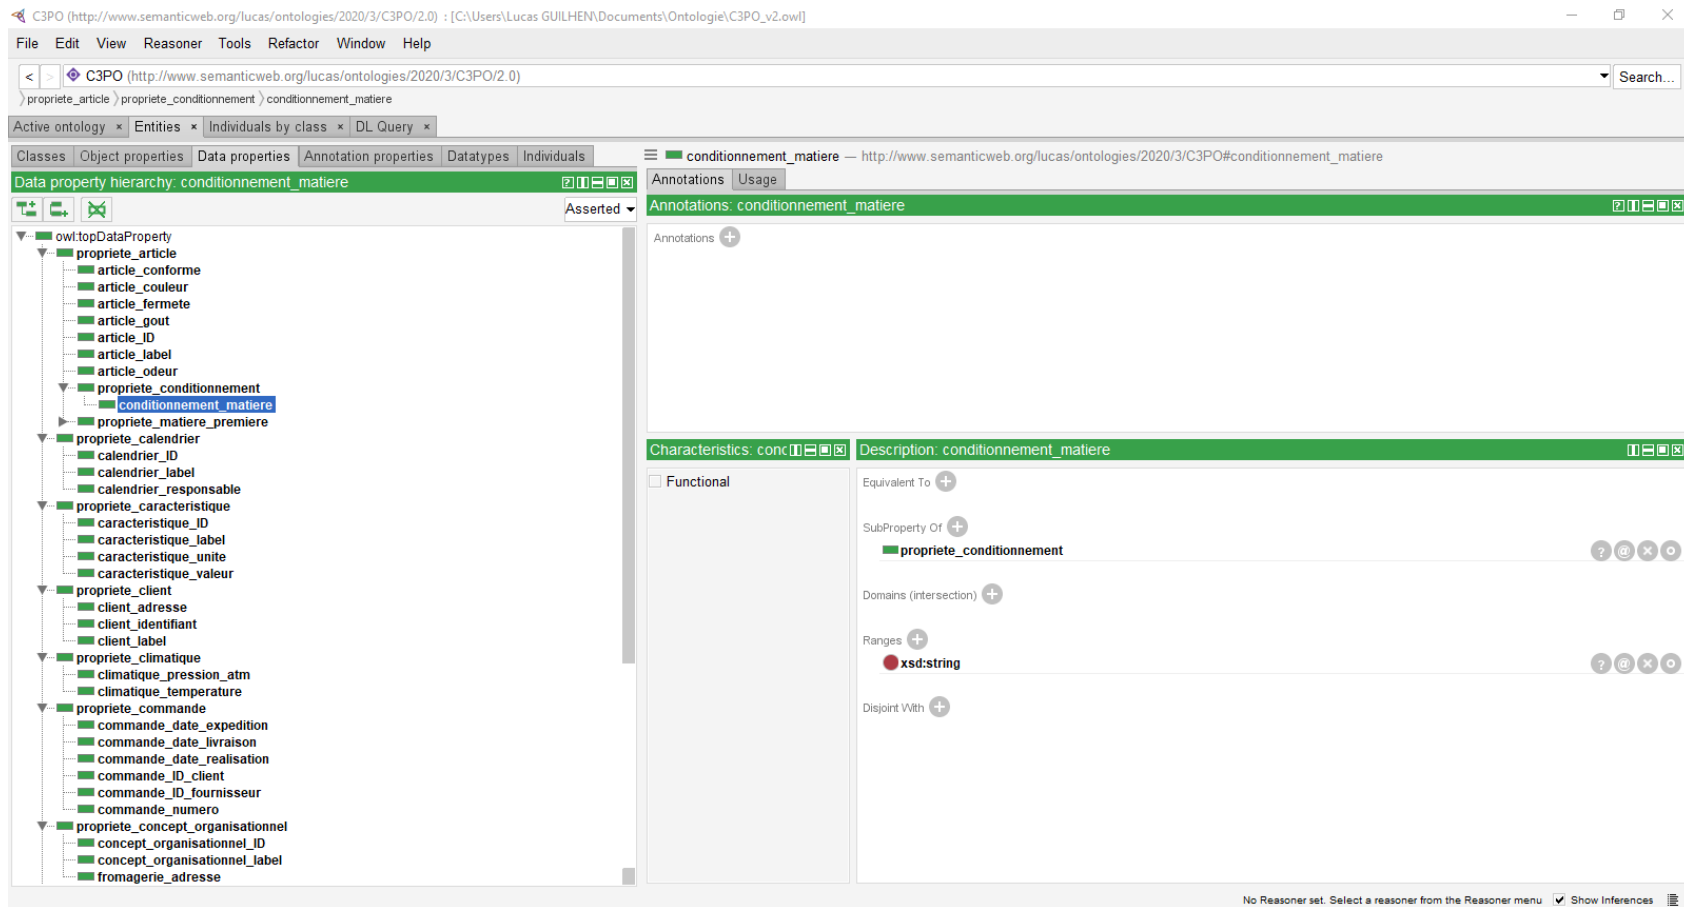 C3PO (http://www.semanticweb.org/lucas/ontologies/2020/3/C3PO/2.0) : [C:\Users\Lucas GUILHEN\Documents\Ontologie\C3PO_v2.owl]
File Edit View Reasoner Tools Refactor Window Help
< > C3PO (http://www.semanticweb.org/lucas/ontologies/2020/3/C3PO/2.0) Search...
propriete_article propriete_conditionnement conditionnement_matiere
Active ontology × Entities × Individuals by class × DL Query ×
Classes Object properties Data properties Annotation properties Datatypes Individuals
Data property hierarchy: conditionnement_matiere
Asserted
owl:topDataProperty
propriete_article
article_conforme
article_couleur
article_fermete
article_gout
article_ID
article_label
article_odeur
propriete_conditionnement
conditionnement_matiere
propriete_matiere_premiere
propriete_calendrier
calendrier_ID
calendrier_label
calendrier_responsable
propriete_caracteristique
caracteristique_ID
caracteristique_label
caracteristique_unite
caracteristique_valeur
propriete_client
client_adresse
client_identifiant
client_label
propriete_climatique
climatique_pression_atm
climatique_temperature
propriete_commande
commande_date_expedition
commande_date_livraison
commande_date_realisation
commande_ID_client
commande_ID_fournisseur
commande_numero
propriete_concept_organisationnel
concept_organisationnel_ID
concept_organisationnel_label
fromagerie_adresse
conditionnement_matiere — http://www.semanticweb.org/lucas/ontologies/2020/3/C3PO#conditionnement_matiere
Annotations Usage
Annotations: conditionnement_matiere
Annotations
Characteristics: conc
Functional
Description: conditionnement_matiere
Equivalent To
SubProperty Of
propriete_conditionnement
Domains (intersection)
Ranges
xsd:string
Disjoint With
No Reasoner set. Select a reasoner from the Reasoner menu Show Inferences